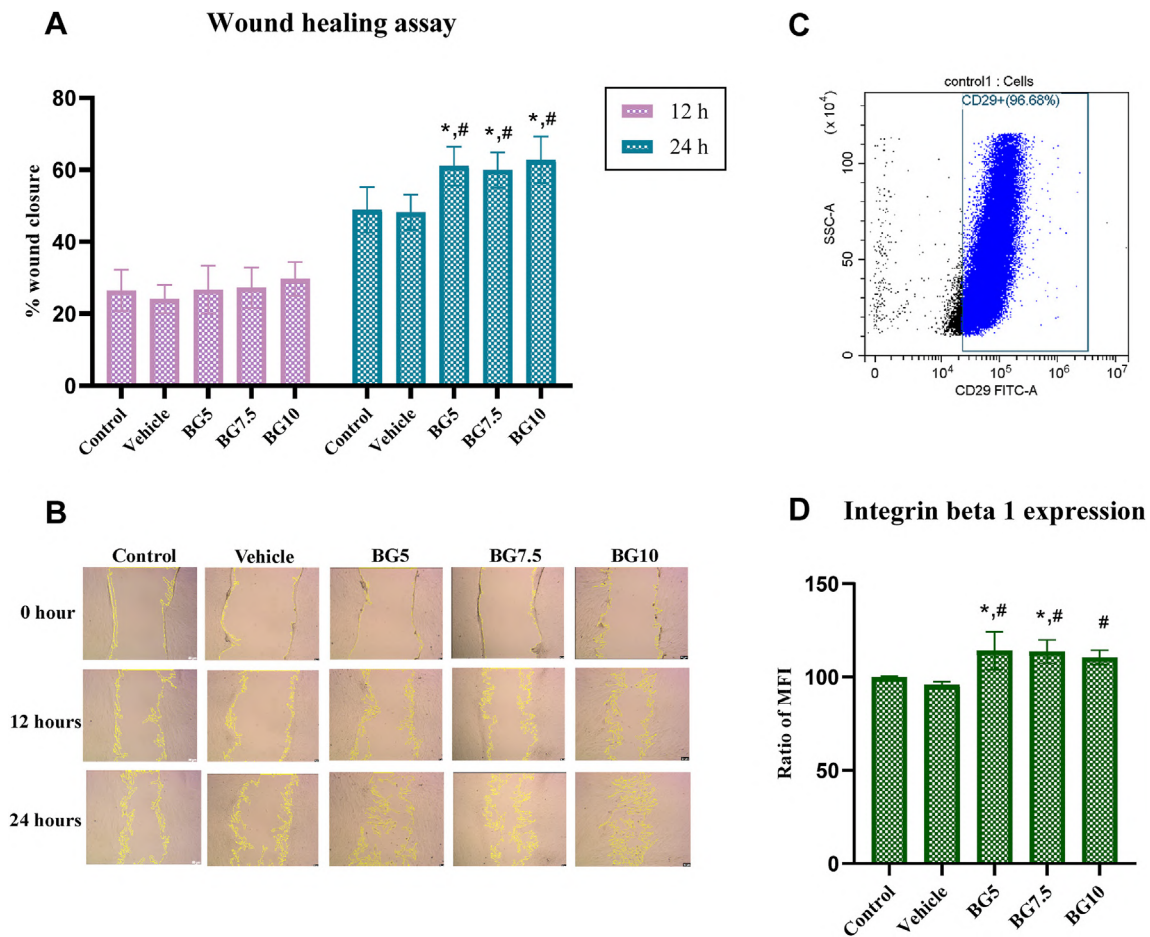 A
Wound healing assay
% wound closure
80
60
40
20
0
*,#
*,#
*,#
12 h
24 h
Control
Vehicle
BG5
BG7.5
BG10
Control
Vehicle
BG5
BG7.5
BG10
C
control1 : Cells
CD29+(96.68%)
(x 10⁴)
SSC-A
100
50
0
0
10⁴
10⁵
10⁶
10⁷
CD29 FITC-A
B
Control
Vehicle
BG5
BG7.5
BG10
0 hour
12 hours
24 hours
D
Integrin beta 1 expression
Ratio of MFI
150
100
50
0
*,#
*,#
#
Control
Vehicle
BG5
BG7.5
BG10